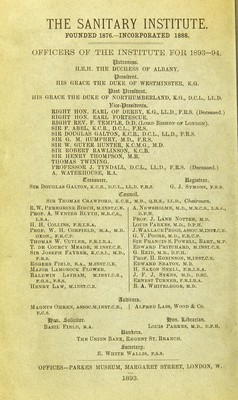 THE SANITARY INSTITUTE.
FOUNDED 1876.—INCORPORATED 1888.
OFFICERS OF THE INSTITUTE FOR 1893-94.
Patroness.
H.R.H. THE DUCHESS OF ALBANY.
President.
HIS GRACE THE DUKE OF WESTMINSTER, K.G.
Past President.
HIS GRACE THE DUKE OF NORTHUMBERLAND, K.G., D.C.L., LL.D.
Vice-Presidents.
RIGHT HON. EARL OF DERBY, K.G., LL.D., F.R.S. (Deceased.)
RIGHT HON. EARL FORTESCUE.
RIGHT REV. F. TEMPLE, D.D. (LORD BISHOP OF LONDON).
SIR F. ABEL, K.C.B., D.C.L., F.R.S.
SIR DOUGLAS GALTON, K.C.B., D.C.L., LL.D., F.R.S.
SIR G. M. HUMPHRY, M.D., F.R.S.
SIR W. GUYER HUNTER, K.C.M.G., M.D.
SIR ROBERT RAWLINSON, K.C.B.
SIR HENRY THOMPSON, M.B.
THOMAS TWINING.
PROFESSOR J. TYNDALL, D.C.L., LL.D., F.R.S. (Deceased.)
A. WATERHOUSE, R.A.
Treasurer.
SIR DOUGLAS GALTON, K.C.B., D.C.L., LL.D. F.R.S.
Registrar.
G. J. SYMONS, F.R.S.
Council.
SIR THOMAS CRAWFORD, K.C.B., M.D., Q.H.S., LL.D., Chairman.
R. W. PEREGRINE BIRCH, M.INST.C.E.
PROF. A. WYNTER BLYTH, M.R.C.S.,
H. H. COLLINS, F.R.I.B.A.
PROF. W. H. CORFIELD, M.A., M.D.
THOMAS W. CUTLER, F.R.I.B.A.
T. DE COURCY MEADE, M.INST.C.E.
SIR JOSEPH FAYRER, K.C.S.I., M.D.,
F.R.S.
ROGERS FIELD, B.A., M.INST.C.E.
MAJOR LAMOROCK FLOWER.
BALDWIN LATHAM, M.INST.C.E.,
HENRY LAW, M.INST.C.E.
A. NEWSHOLME, M.D., M.R.C.S., L.S.A.,
D.P.H.
PROF. J. LANE NOTTER, M.D.
LOUIS PARKES, M.D., D.P.H.
J. WALLACE PEGGS, ASSOC.M.INST.C.E.
G. V. POORE, M.D., F.R.C.P.
SIR FRANCIS S. POWELL, BART., M.P.
EDWARD PRITCHARD, M.INST.C.E.
G. REID, M.D., D.P.H.
PROF. H. ROBINSON, M.INST.C.E.
EDWARD SEATON, M.D.
H. SAXON SNELL, F.R.I.B.A.
J. F. J. SYKES, M.D., D.P.H.
ERNEST TURNER, F.R.I.B.A.
B. A. WHITELEGGE, M.D.
Auditors.
MAGNUS OHREN, ASSOC.M.INST.C.E.,
F.C.S.
ALFRED LASS, WOOD & CO.
Hon. Solicitor.
BASIL FIELD, B.A.
Hon. Librarian.
LOUIS PARKES, M.D., D.P.H.
Bankers.
THE UNION BANK, REGENT ST. BRANCH.
Secretary.
E. WHITE WALLIS, F.S.S.
OFFICES—PARKES MUSEUM, MARGARET STREET, LONDON, W.
1893.